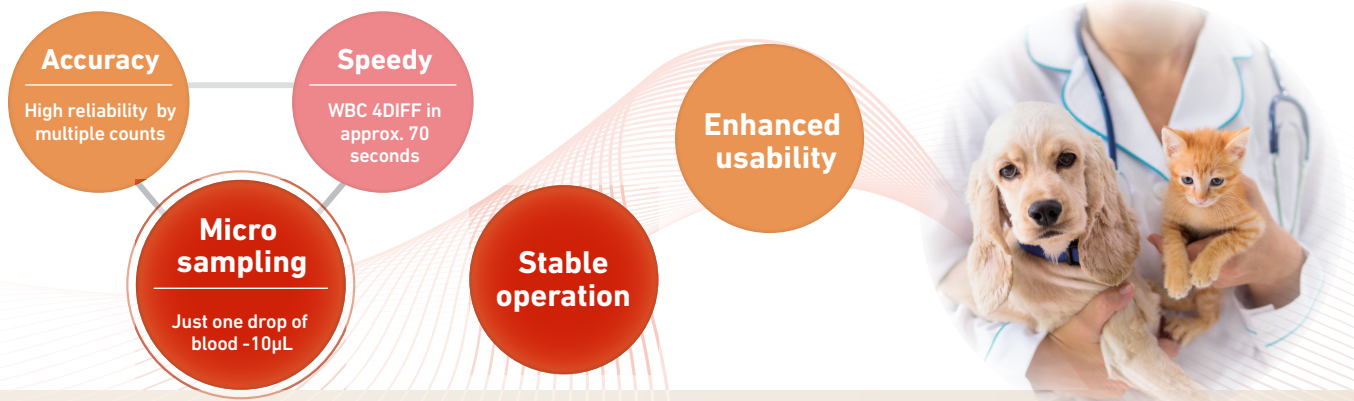 Accuracy
High reliability by
multiple counts
Speedy
WBC 4DIFF in
approx. 70
seconds
Micro
sampling
Just one drop of
blood -10µL
Stable
operation
Enhanced
usability